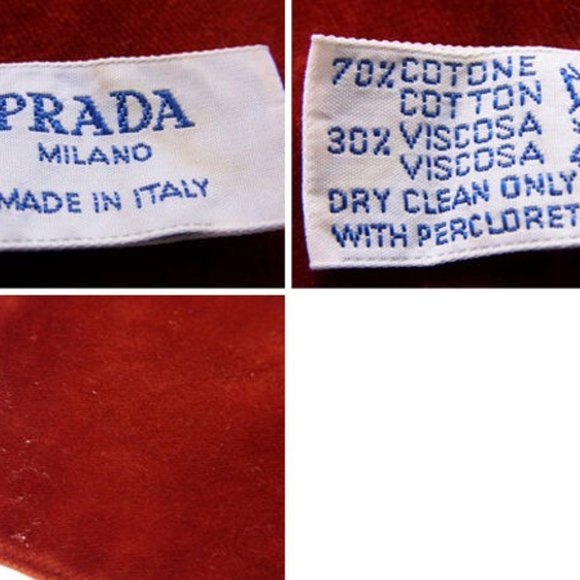 PRADA
MILANO
MADE IN ITALY
70% COTONE
COTTON
30% VISCOSA
VISCOSA
DRY CLEAN ONLY
WITH PERCLORET